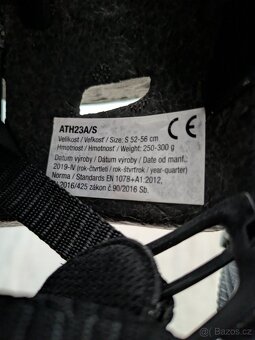 ATH23A/S
Velikost / Veľkosť / Size: S 52-56 cm
Hmotnost / Hmotnosť / Weight: 250-300 g
Datum výroby / Dátum výroby / Date od manf.
2019-IV (rok-čtvrtletí / rok-štvrťrok / year-quarter)
Norma / Standards EN 1078+A1:2012,
2016/425 zákon č.90/2016 Sb.
CE
Bazoš.cz